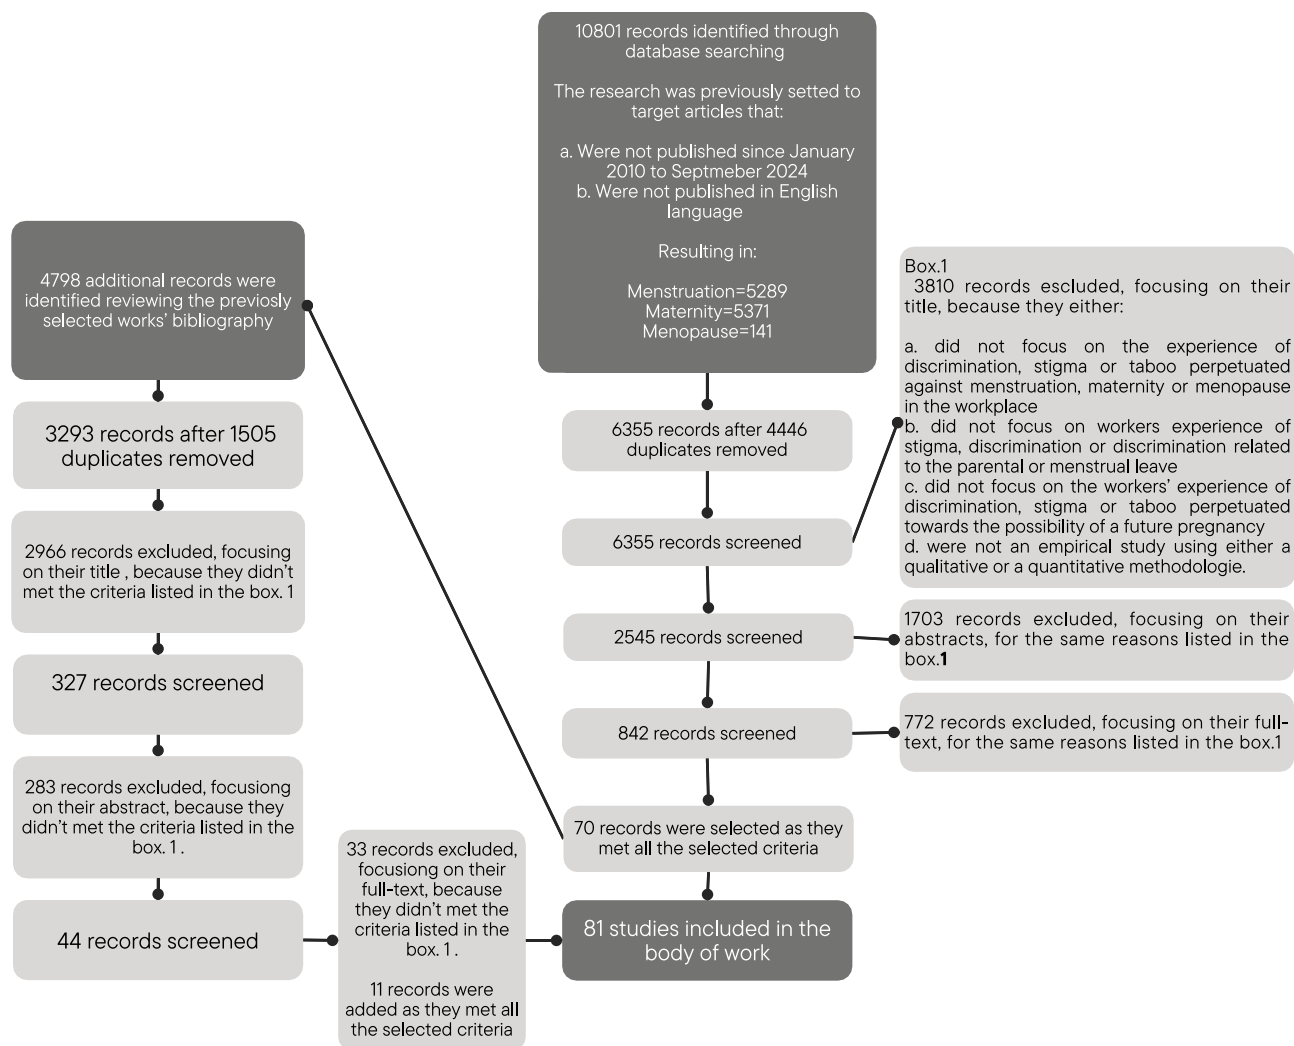 10801 records identified through
database searching
The research was previously setted to
target articles that:
a. Were not published since January
2010 to Septmeber 2024
b. Were not published in English
language
Resulting in:
Menstruation=5289
Maternity=5371
Menopause=141
6355 records after 4446
duplicates removed
6355 records screened
Box.1
3810 records escluded, focusing on their
title, because they either:
a. did not focus on the experience of
discrimination, stigma or taboo perpetuated
against menstruation, maternity or menopause
in the workplace
b. did not focus on workers experience of
stigma, discrimination or discrimination related
to the parental or menstrual leave
c. did not focus on the workers' experience of
discrimination, stigma or taboo perpetuated
towards the possibility of a future pregnancy
d. were not an empirical study using either a
qualitative or a quantitative methodologie.
2545 records screened
1703 records excluded, focusing on their
abstracts, for the same reasons listed in the
box.1
842 records screened
772 records excluded, focusing on their full-
text, for the same reasons listed in the box.1
70 records were selected as they
met all the selected criteria
4798 additional records were
identified reviewing the previosly
selected works' bibliography
3293 records after 1505
duplicates removed
2966 records excluded, focusing
on their title , because they didn't
met the criteria listed in the box. 1
327 records screened
283 records excluded, focusiong
on their abstract, because they
didn't met the criteria listed in the
box. 1 .
44 records screened
33 records excluded,
focusiong on their
full-text, because
they didn't met the
criteria listed in the
box. 1 .
11 records were
added as they met all
the selected criteria
81 studies included in the
body of work